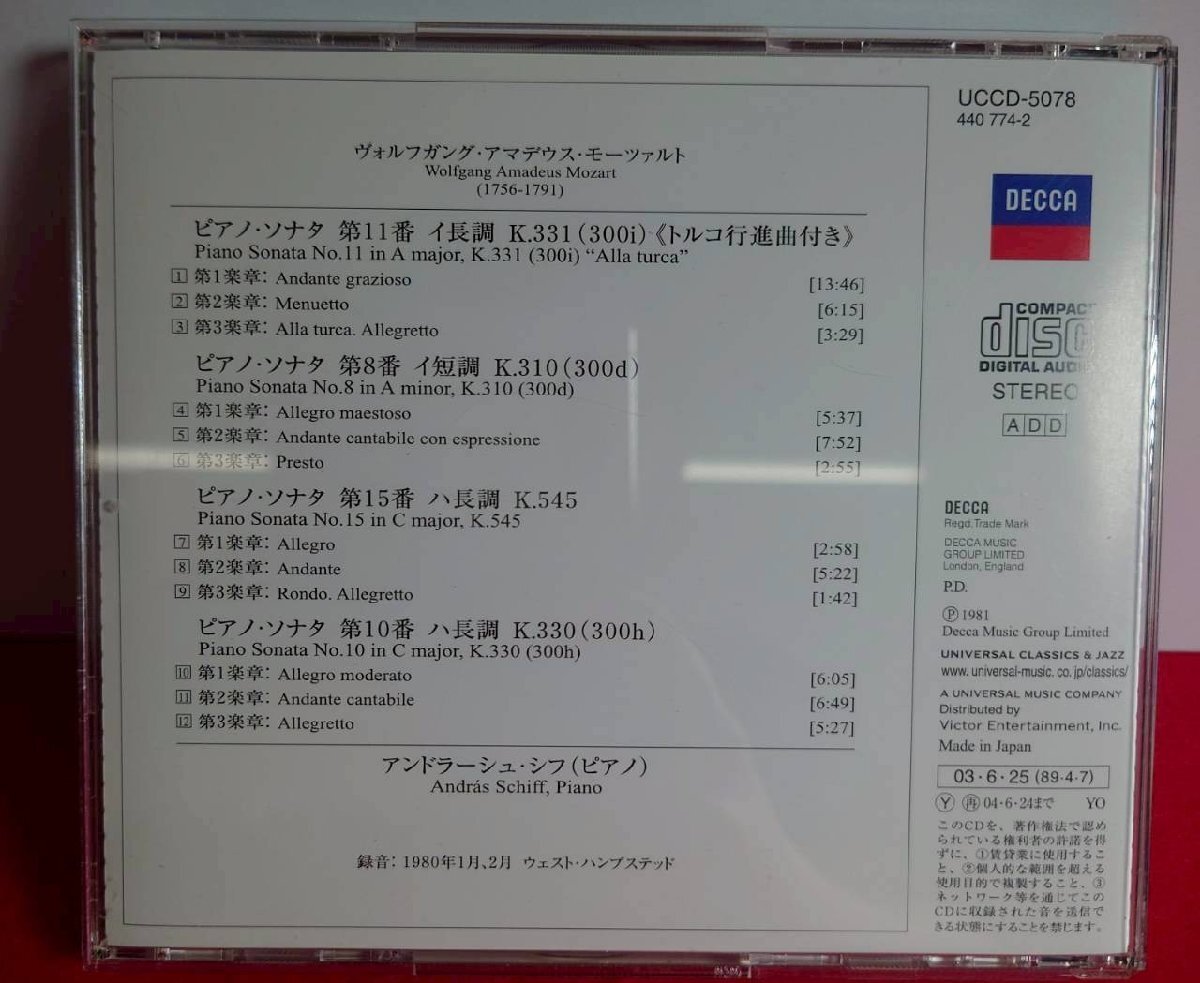 ヴォルフガング・アマデウス・モーツァルト
Wolfgang Amadeus Mozart
(1756-1791)
ピアノ・ソナタ 第11番 イ長調 K.331(300i)《トルコ行進曲付き》
Piano Sonata No.11 in A major, K.331 (300i) “Alla turca”
1 第1楽章: Andante grazioso [13:46]
2 第2楽章: Menuetto [6:15]
3 第3楽章: Alla turca. Allegretto [3:29]
ピアノ・ソナタ 第8番 イ短調 K.310(300d)
Piano Sonata No.8 in A minor, K.310 (300d)
4 第1楽章: Allegro maestoso [5:37]
5 第2楽章: Andante cantabile con espressione [7:52]
6 第3楽章: Presto [2:55]
ピアノ・ソナタ 第15番 ハ長調 K.545
Piano Sonata No.15 in C major, K.545
7 第1楽章: Allegro [2:58]
8 第2楽章: Andante [5:22]
9 第3楽章: Rondo. Allegretto [1:42]
ピアノ・ソナタ 第10番 ハ長調 K.330(300h)
Piano Sonata No.10 in C major, K.330 (300h)
10 第1楽章: Allegro moderato [6:05]
11 第2楽章: Andante cantabile [6:49]
12 第3楽章: Allegretto [5:27]
アンドラーシュ・シフ(ピアノ)
András Schiff, Piano
録音: 1980年1月、2月 ウェスト・ハンプステッド
UCCD-5078
440 774-2
DECCA
COMPACT
disc
DIGITAL AUDIO
STEREO
ADD
DECCA
Regd. Trade Mark
DECCA MUSIC
GROUP LIMITED
London, England
P.D.
Ⓟ 1981
Decca Music Group Limited
UNIVERSAL CLASSICS & JAZZ
www.universal-music.co.jp/classics/
A UNIVERSAL MUSIC COMPANY
Distributed by
Victor Entertainment, Inc.
Made in Japan
03・6・25 (89・4・7)
Ⓨ ㊢04・6・24まで YO
このCDを、著作権法で認め
られている権利者の許諾を得
ずに、①賃貸業に使用するこ
と、②個人的な範囲を超える
使用目的で複製すること、③
ネットワーク等を通じてこの
CDに収録された音を送信で
きる状態にすることを禁じます。